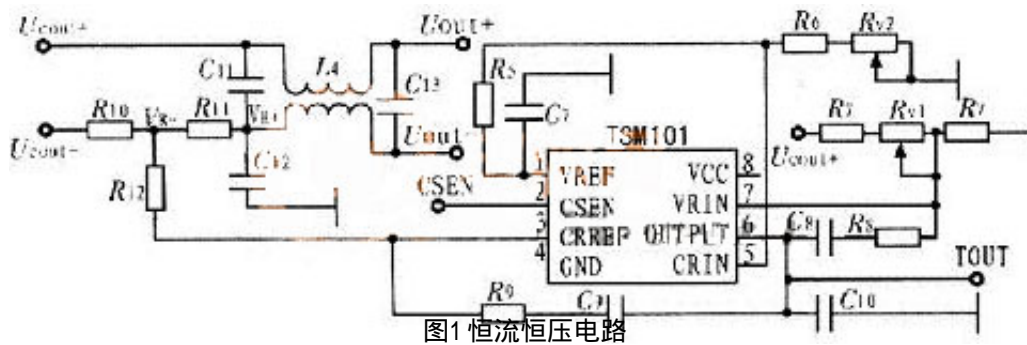 Ucout+
Uout+
R6
Rv2
C11
L4
C13
R5
C7
R10
VR-
R11
VR+
R7
Rv1
R7
Ucout-
Uout-
TSM101
Ucout+
C12
R12
CSEN
1 VREF VCC 8
2 CSEN VRIN 7
3 CRREF OUTPUT 6
4 GND CRIN 5
C8
R8
TOUT
R9
C9
C10
图1 恒流恒压电路